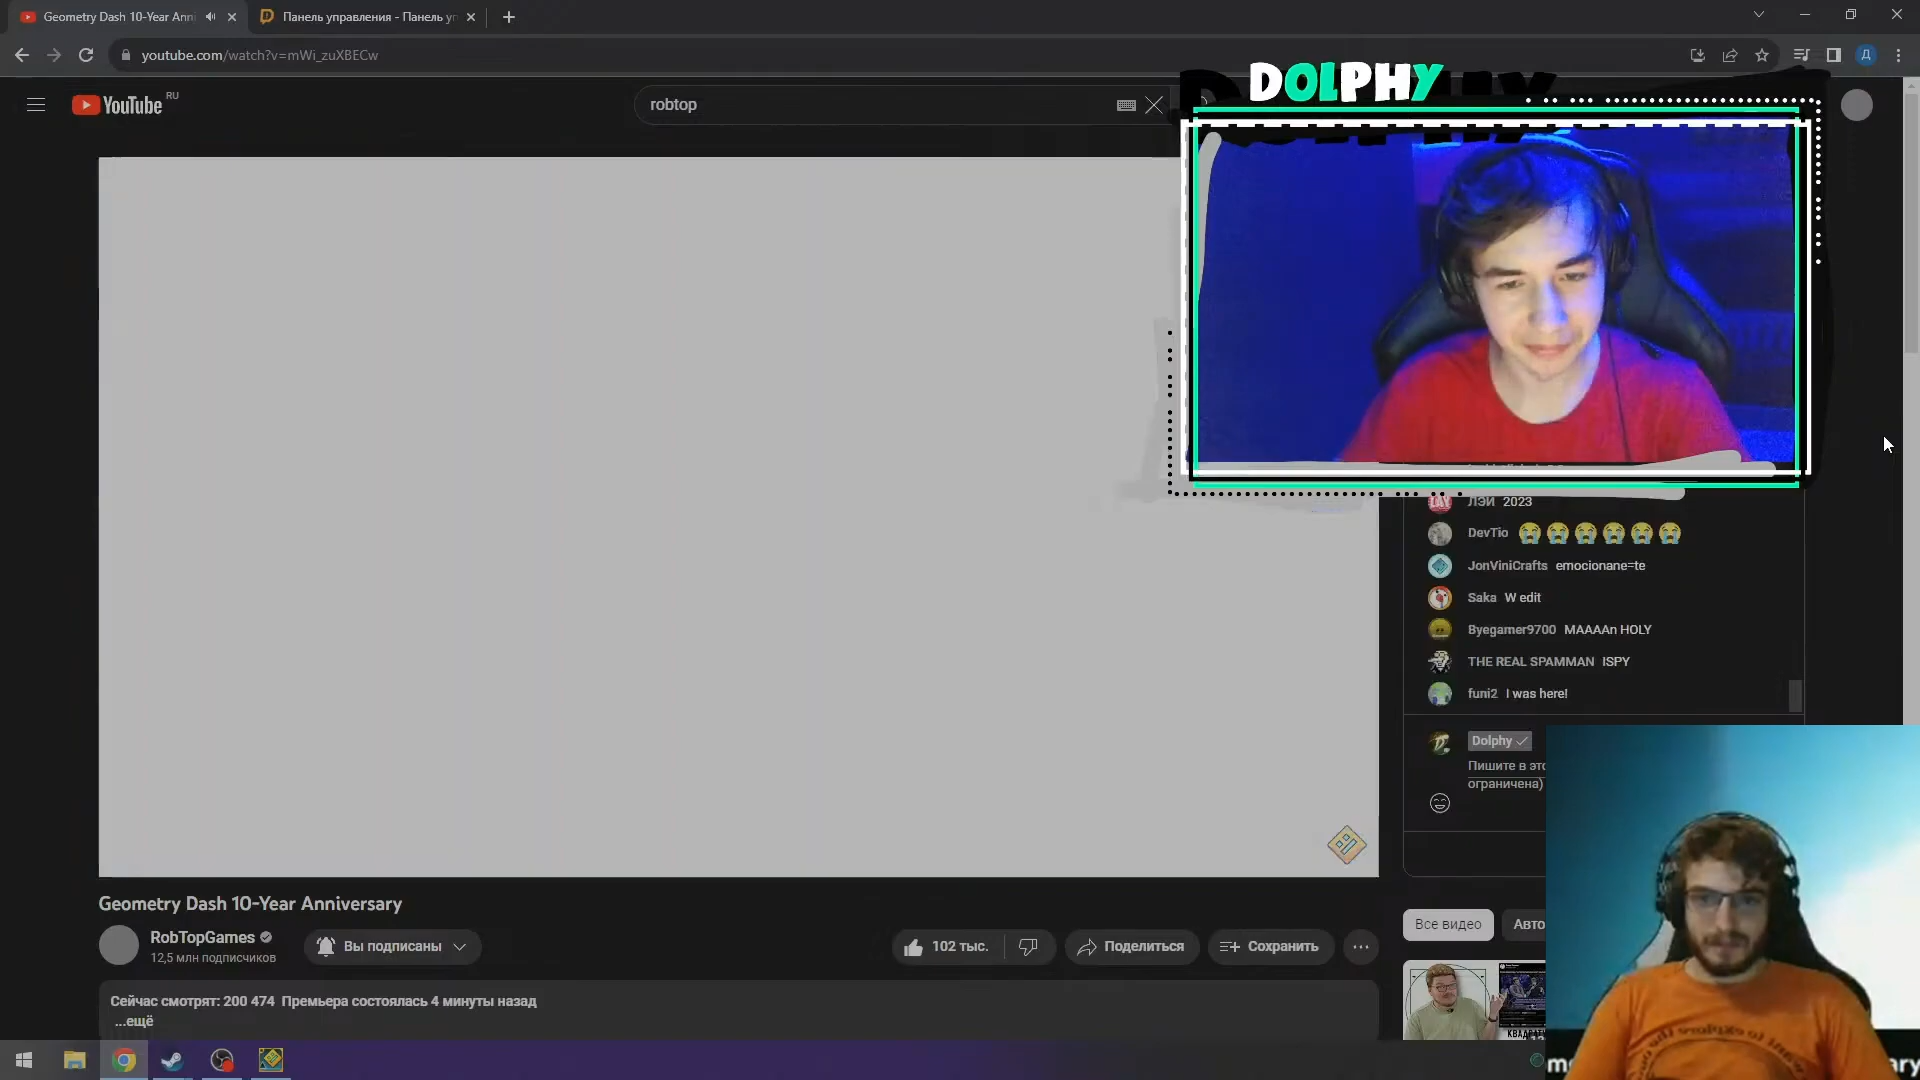 Geometry Dash 10-Year Anni
Панель управления - Панель уп
youtube.com/watch?v=mWi_zuXBECw
YouTube RU
robtop
DOLPHY
ЛЭЙ 2023
DevTio 😭😭😭😭😭😭
JonViniCrafts emocionane=te
Saka W edit
Byegamer9700 MAAAAn HOLY
THE REAL SPAMMAN ISPY
funi2 I was here!
Dolphy
Пишите в это
ограничена)
Geometry Dash 10-Year Anniversary
RobTopGames
12,5 млн подписчиков
Вы подписаны
102 тыс.
Поделиться
Сохранить
Все видео
Авто
Сейчас смотрят: 200 474 Премьера состоялась 4 минуты назад
...ещё